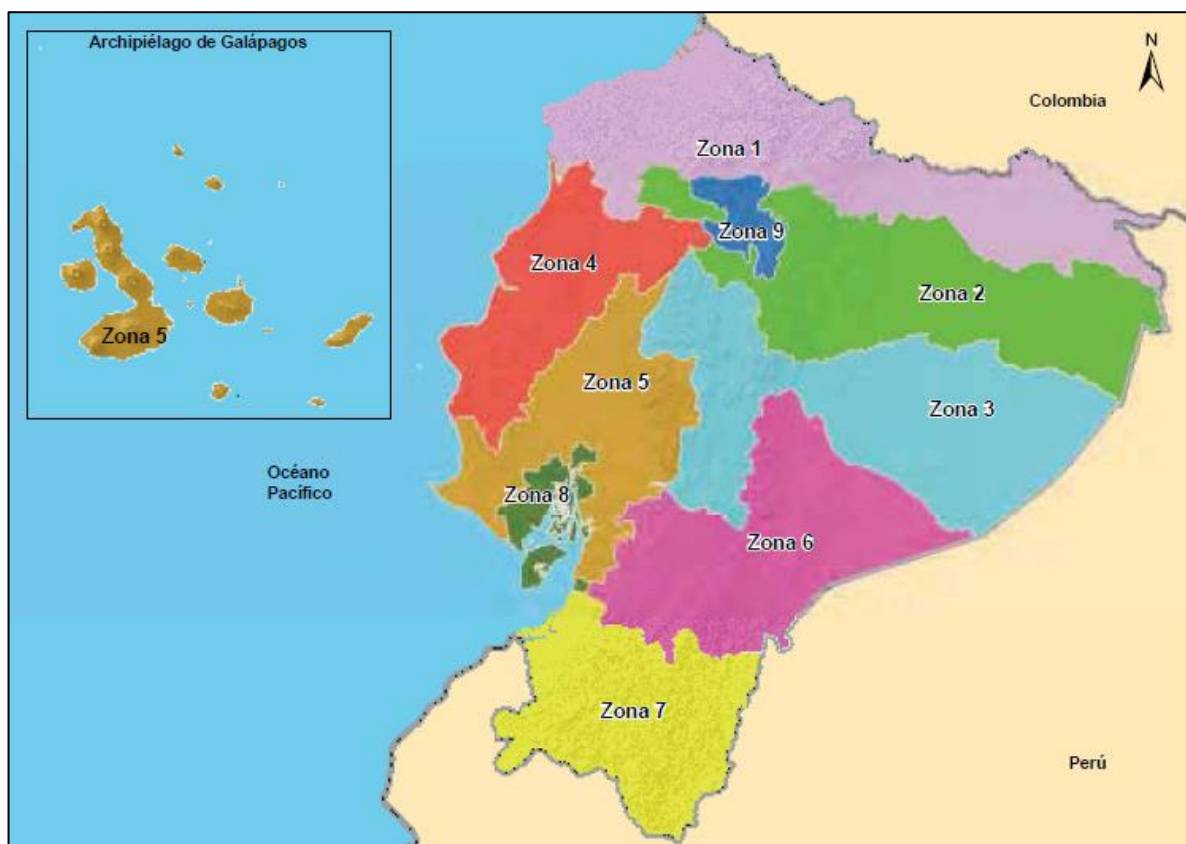 Archipiélago de Galápagos
N
Colombia
Zona 1
Zona 9
Zona 4
Zona 2
Zona 5
Zona 5
Zona 3
Océano
Pacífico
Zona 8
Zona 6
Zona 7
Perú